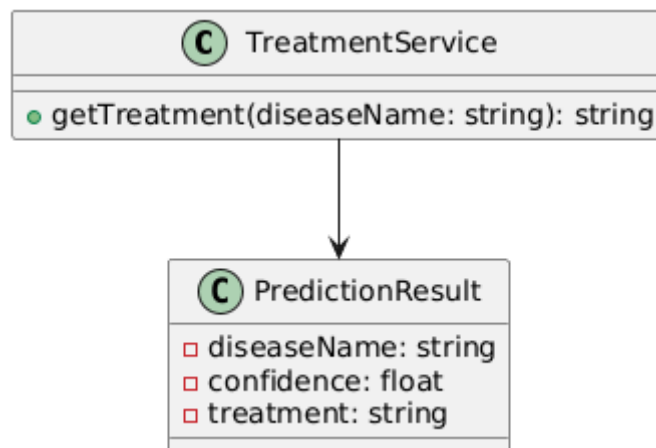 C TreatmentService
getTreatment(diseaseName: string): string
C PredictionResult
diseaseName: string
confidence: float
treatment: string